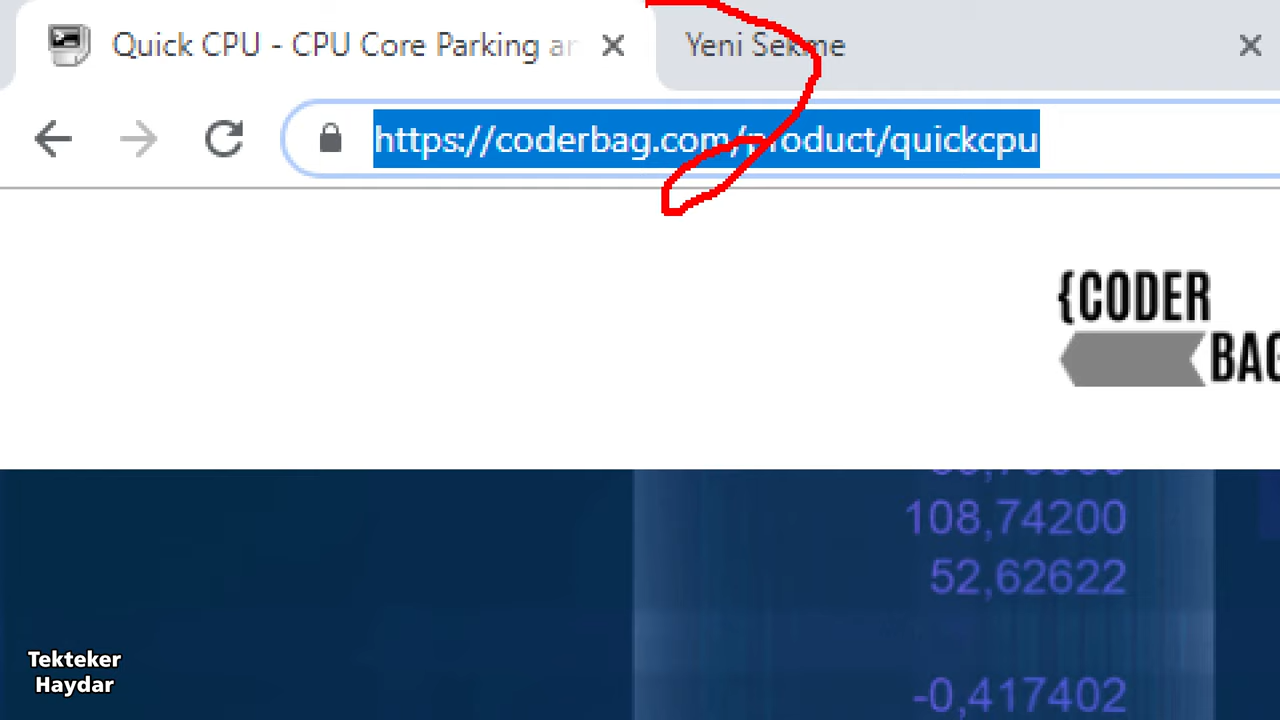 Quick CPU - CPU Core Parking an
Yeni Sekme
https://coderbag.com/product/quickcpu
{CODER
BAG
108,74200
52,62622
-0,417402
Tekteker
Haydar